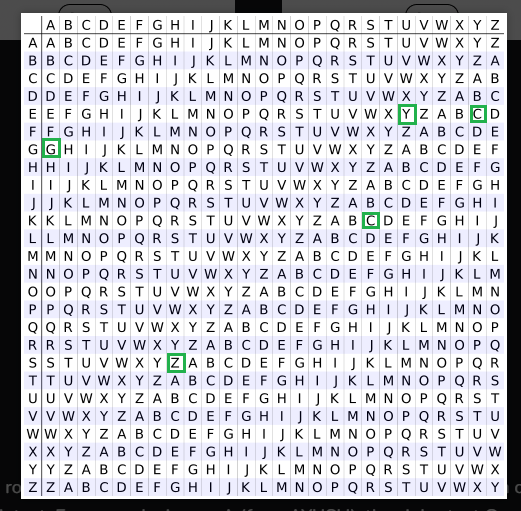 A B C D E F G H I J K L M N O P Q R S T U V W X Y Z
A A B C D E F G H I J K L M N O P Q R S T U V W X Y Z
B B C D E F G H I J K L M N O P Q R S T U V W X Y Z A
C C D E F G H I J K L M N O P Q R S T U V W X Y Z A B
D D E F G H I J K L M N O P Q R S T U V W X Y Z A B C
E E F G H I J K L M N O P Q R S T U V W X Y Z A B C D
F F G H I J K L M N O P Q R S T U V W X Y Z A B C D E
G G H I J K L M N O P Q R S T U V W X Y Z A B C D E F
H H I J K L M N O P Q R S T U V W X Y Z A B C D E F G
I I J K L M N O P Q R S T U V W X Y Z A B C D E F G H
J J K L M N O P Q R S T U V W X Y Z A B C D E F G H I
K K L M N O P Q R S T U V W X Y Z A B C D E F G H I J
L L M N O P Q R S T U V W X Y Z A B C D E F G H I J K
M M N O P Q R S T U V W X Y Z A B C D E F G H I J K L
N N O P Q R S T U V W X Y Z A B C D E F G H I J K L M
O O P Q R S T U V W X Y Z A B C D E F G H I J K L M N
P P Q R S T U V W X Y Z A B C D E F G H I J K L M N O
Q Q R S T U V W X Y Z A B C D E F G H I J K L M N O P
R R S T U V W X Y Z A B C D E F G H I J K L M N O P Q
S S T U V W X Y Z A B C D E F G H I J K L M N O P Q R
T T U V W X Y Z A B C D E F G H I J K L M N O P Q R S
U U V W X Y Z A B C D E F G H I J K L M N O P Q R S T
V V W X Y Z A B C D E F G H I J K L M N O P Q R S T U
W W X Y Z A B C D E F G H I J K L M N O P Q R S T U V
X X Y Z A B C D E F G H I J K L M N O P Q R S T U V W
Y Y Z A B C D E F G H I J K L M N O P Q R S T U V W X
Z Z A B C D E F G H I J K L M N O P Q R S T U V W X Y